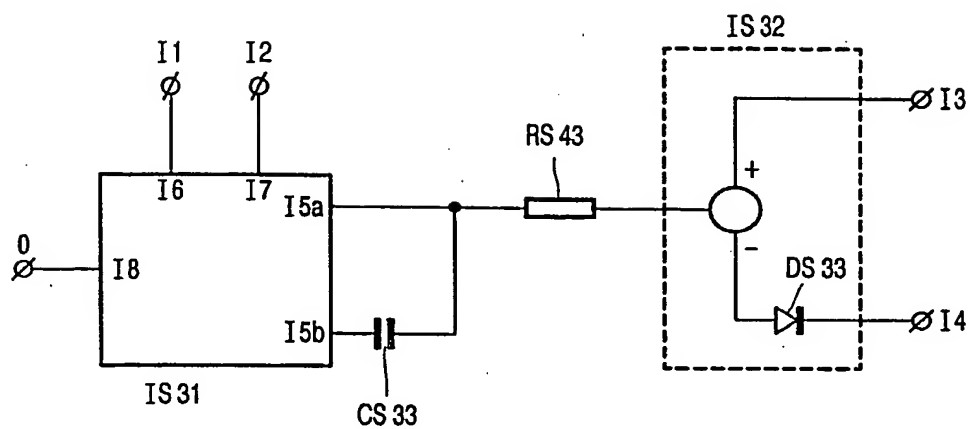 IS 32
I1
I2
I3
RS 43
I6
I7
I5a
+
0
I8
-
DS 33
I5b
I4
IS 31
CS 33